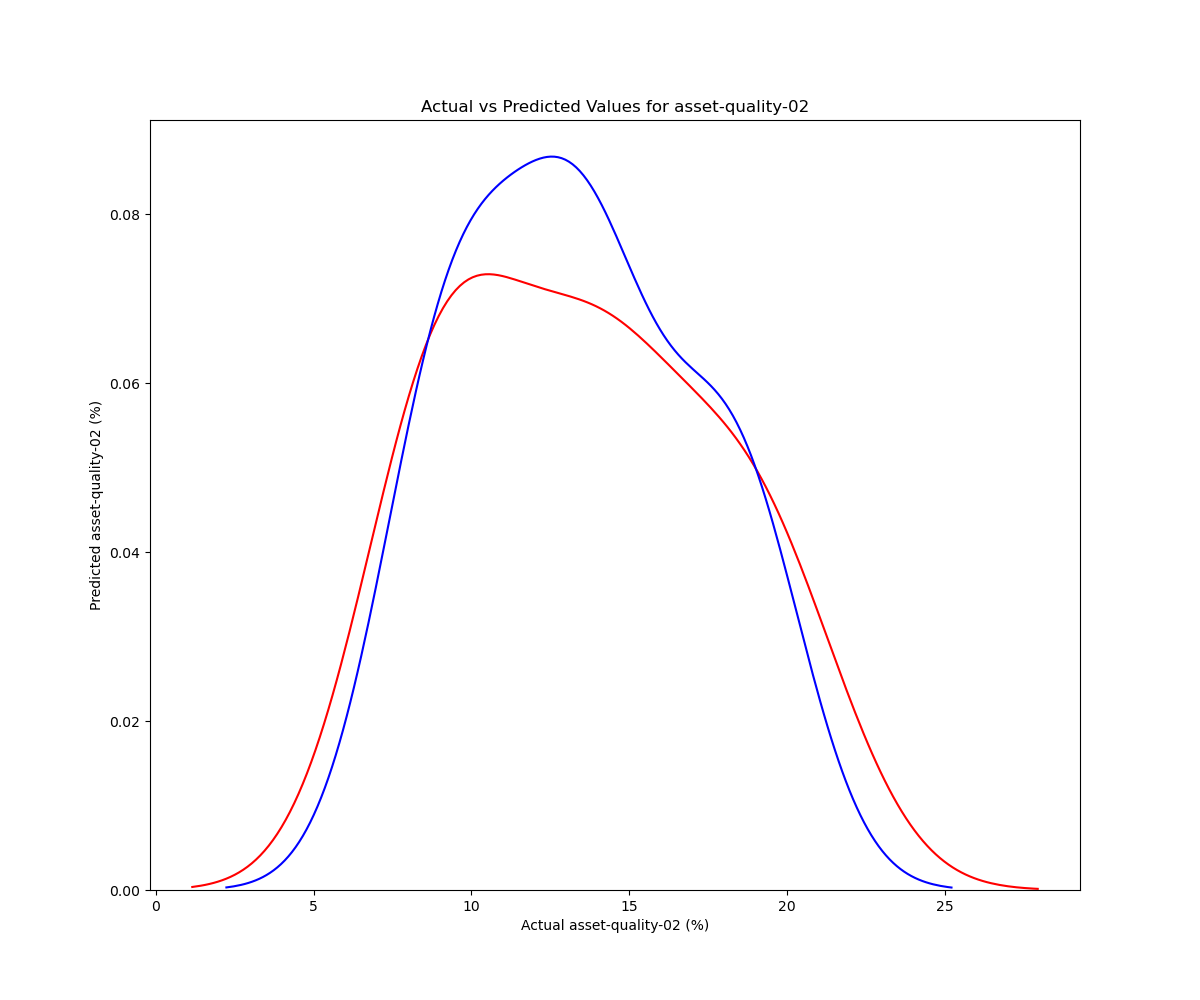 Actual vs Predicted Values for asset-quality-02
0.08
0.06
0.04
0.02
0.00
Predicted asset-quality-02 (%)
0 5 10 15 20 25
Actual asset-quality-02 (%)